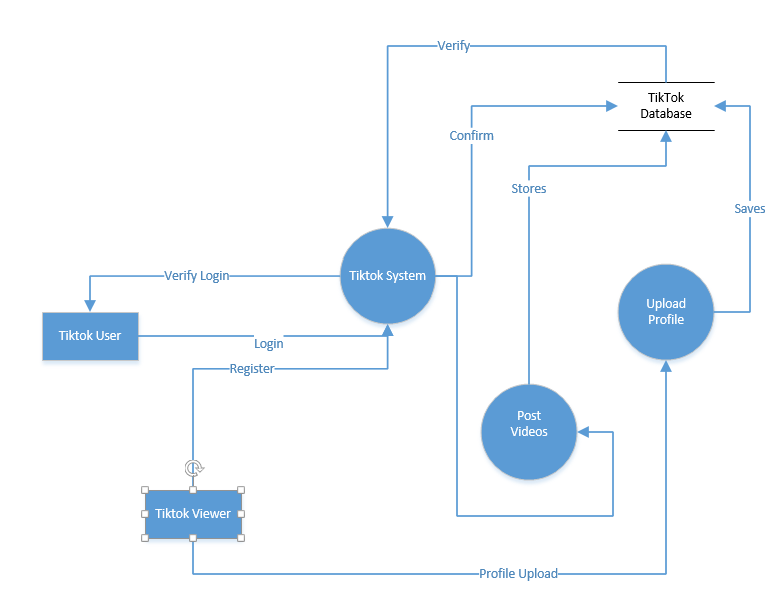 Verify
TikTok
Database
Confirm
Stores
Saves
Verify Login
Tiktok System
Upload
Profile
Tiktok User
Login
Register
Post
Videos
Tiktok Viewer
Profile Upload